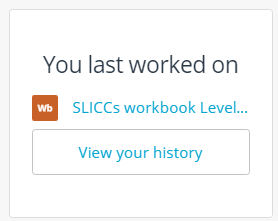 You last worked on
Wb SLICCs workbook Level...
View your history